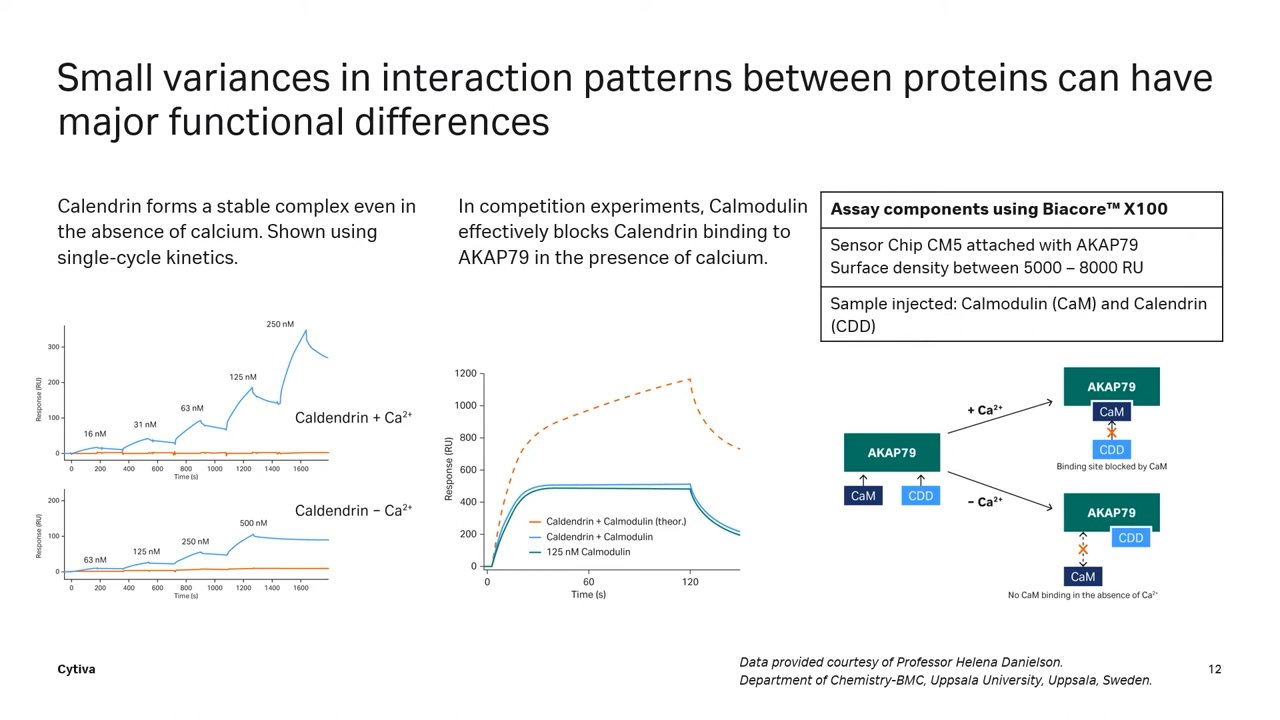 Small variances in interaction patterns between proteins can have
major functional differences
Calendrin forms a stable complex even in
the absence of calcium. Shown using
single-cycle kinetics.
In competition experiments, Calmodulin
effectively blocks Calendrin binding to
AKAP79 in the presence of calcium.
Assay components using Biacore™ X100
Sensor Chip CM5 attached with AKAP79
Surface density between 5000 – 8000 RU
Sample injected: Calmodulin (CaM) and Calendrin
(CDD)
Response (RU)
300
200
100
0
16 nM
31 nM
63 nM
125 nM
250 nM
Caldendrin + Ca²⁺
0 200 400 600 800 1000 1200 1400 1600
Time (s)
Response (RU)
200
100
0
63 nM
125 nM
250 nM
500 nM
Caldendrin – Ca²⁺
0 200 400 600 800 1000 1200 1400 1600
Time (s)
Response (RU)
1200
1000
800
600
400
200
0
Caldendrin + Calmodulin (theor.)
Caldendrin + Calmodulin
125 nM Calmodulin
0 60 120
Time (s)
AKAP79
CaM
CDD
+ Ca²⁺
– Ca²⁺
AKAP79
CaM
CDD
Binding site blocked by CaM
AKAP79
CDD
CaM
No CaM binding in the absence of Ca²⁺
Cytiva
Data provided courtesy of Professor Helena Danielson.
Department of Chemistry-BMC, Uppsala University, Uppsala, Sweden.
12